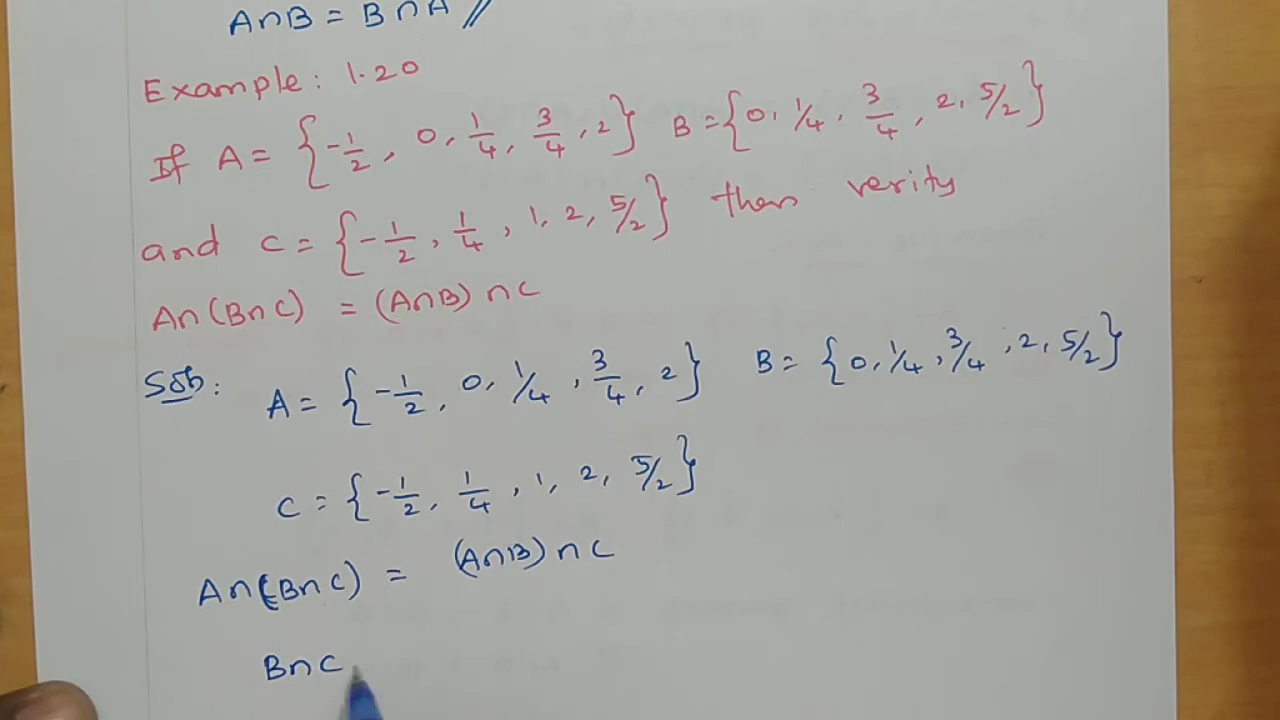 A∩B = B∩A //
Example: 1.20
If A = {-1/2, 0, 1/4, 3/4, 2} B = {0, 1/4, 3/4, 2, 5/2}
and C = {-1/2, 1/4, 1, 2, 5/2} then verity
A∩(B∩C) = (A∩B)∩C
Soln: A = {-1/2, 0, 1/4, 3/4, 2} B = {0, 1/4, 3/4, 2, 5/2}
C = {-1/2, 1/4, 1, 2, 5/2}
A∩(B∩C) = (A∩B)∩C
B∩C